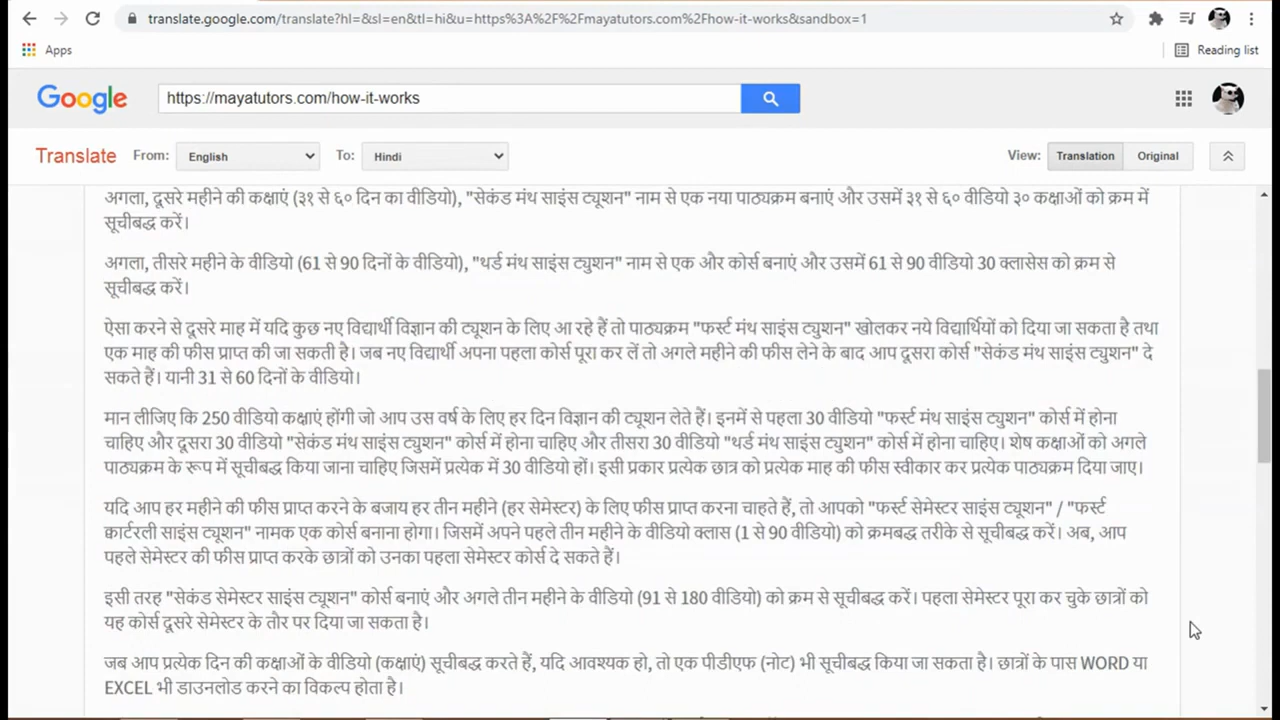 translate.google.com/translate?hl=&sl=en&tl=hi&u=https%3A%2F%2Fmayatutors.com%2Fhow-it-works&sandbox=1
Apps
Reading list
Google
https://mayatutors.com/how-it-works
Translate From: English To: Hindi View: Translation Original
अगला, दूसरे महीने की कक्षाएं (३१ से ६० दिन का वीडियो), "सेकंड मंथ साइंस ट्यूशन" नाम से एक नया पाठ्यक्रम बनाएं और उसमें ३१ से ६० वीडियो ३० कक्षाओं को क्रम में
सूचीबद्ध करें।
अगला, तीसरे महीने के वीडियो (61 से 90 दिनों के वीडियो), "थर्ड मंथ साइंस ट्युशन" नाम से एक और कोर्स बनाएं और उसमें 61 से 90 वीडियो 30 क्लासेस को क्रम से
सूचीबद्ध करें।
ऐसा करने से दूसरे माह में यदि कुछ नए विद्यार्थी विज्ञान की ट्यूशन के लिए आ रहे हैं तो पाठ्यक्रम "फर्स्ट मंथ साइंस ट्युशन" खोलकर नये विद्यार्थियों को दिया जा सकता है तथा
एक माह की फीस प्राप्त की जा सकती है। जब नए विद्यार्थी अपना पहला कोर्स पूरा कर लें तो अगले महीने की फीस लेने के बाद आप दूसरा कोर्स "सेकंड मंथ साइंस ट्युशन" दे
सकते हैं। यानी 31 से 60 दिनों के वीडियो।
मान लीजिए कि 250 वीडियो कक्षाएं होंगी जो आप उस वर्ष के लिए हर दिन विज्ञान की ट्यूशन लेते हैं। इनमें से पहला 30 वीडियो "फर्स्ट मंथ साइंस ट्युशन" कोर्स में होना
चाहिए और दूसरा 30 वीडियो "सेकंड मंथ साइंस ट्युशन" कोर्स में होना चाहिए और तीसरा 30 वीडियो "थर्ड मंथ साइंस ट्युशन" कोर्स में होना चाहिए। शेष कक्षाओं को अगले
पाठ्यक्रम के रूप में सूचीबद्ध किया जाना चाहिए जिसमें प्रत्येक में 30 वीडियो हों। इसी प्रकार प्रत्येक छात्र को प्रत्येक माह की फीस स्वीकार कर प्रत्येक पाठ्यक्रम दिया जाए।
यदि आप हर महीने की फीस प्राप्त करने के बजाय हर तीन महीने (हर सेमेस्टर) के लिए फीस प्राप्त करना चाहते हैं, तो आपको "फर्स्ट सेमेस्टर साइंस ट्यूशन" / "फर्स्ट
क्वार्टरली साइंस ट्यूशन" नामक एक कोर्स बनाना होगा। जिसमें अपने पहले तीन महीने के वीडियो क्लास (1 से 90 वीडियो) को क्रमबद्ध तरीके से सूचीबद्ध करें। अब, आप
पहले सेमेस्टर की फीस प्राप्त करके छात्रों को उनका पहला सेमेस्टर कोर्स दे सकते हैं।
इसी तरह "सेकंड सेमेस्टर साइंस ट्यूशन" कोर्स बनाएं और अगले तीन महीने के वीडियो (91 से 180 वीडियो) को क्रम से सूचीबद्ध करें। पहला सेमेस्टर पूरा कर चुके छात्रों को
यह कोर्स दूसरे सेमेस्टर के तौर पर दिया जा सकता है।
जब आप प्रत्येक दिन की कक्षाओं के वीडियो (कक्षाएं) सूचीबद्ध करते हैं, यदि आवश्यक हो, तो एक पीडीएफ (नोट) भी सूचीबद्ध किया जा सकता है। छात्रों के पास WORD या
EXCEL भी डाउनलोड करने का विकल्प होता है।